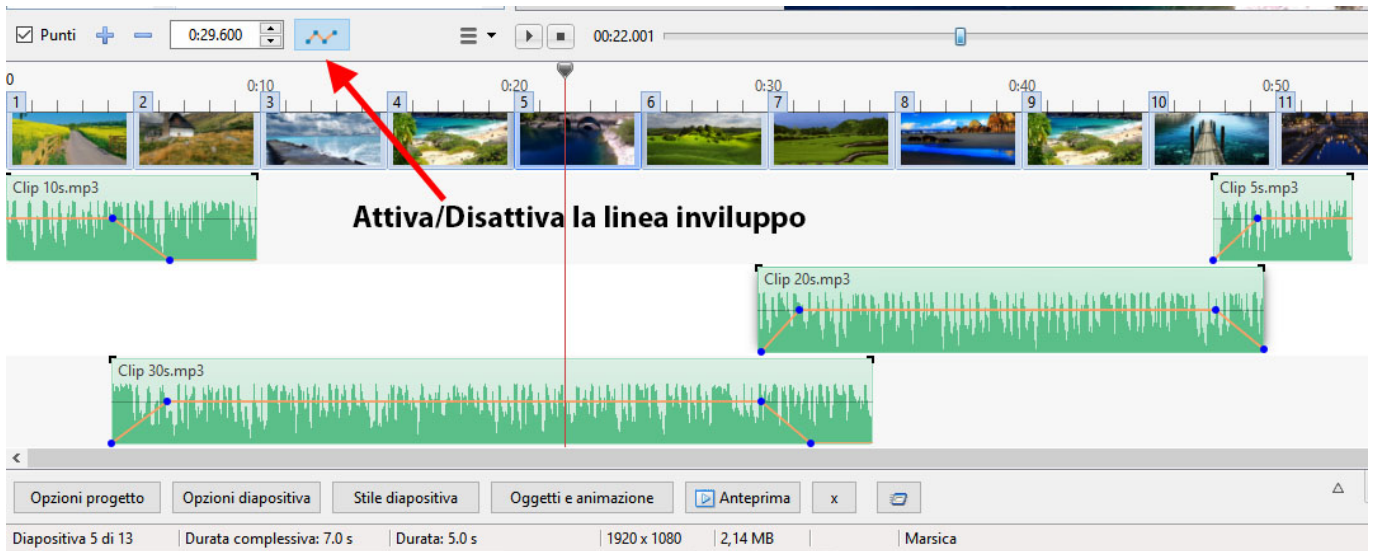 Punti 0:29.600 00:22.001
0 0:10 0:20 0:30 0:40 0:50
1 2 3 4 5 6 7 8 9 10 11
Clip 10s.mp3 Clip 5s.mp3
Attiva/Disattiva la linea inviluppo
Clip 20s.mp3
Clip 30s.mp3
Opzioni progetto Opzioni diapositiva Stile diapositiva Oggetti e animazione Anteprima x
Diapositiva 5 di 13 Durata complessiva: 7.0 s Durata: 5.0 s 1920 x 1080 2,14 MB Marsica